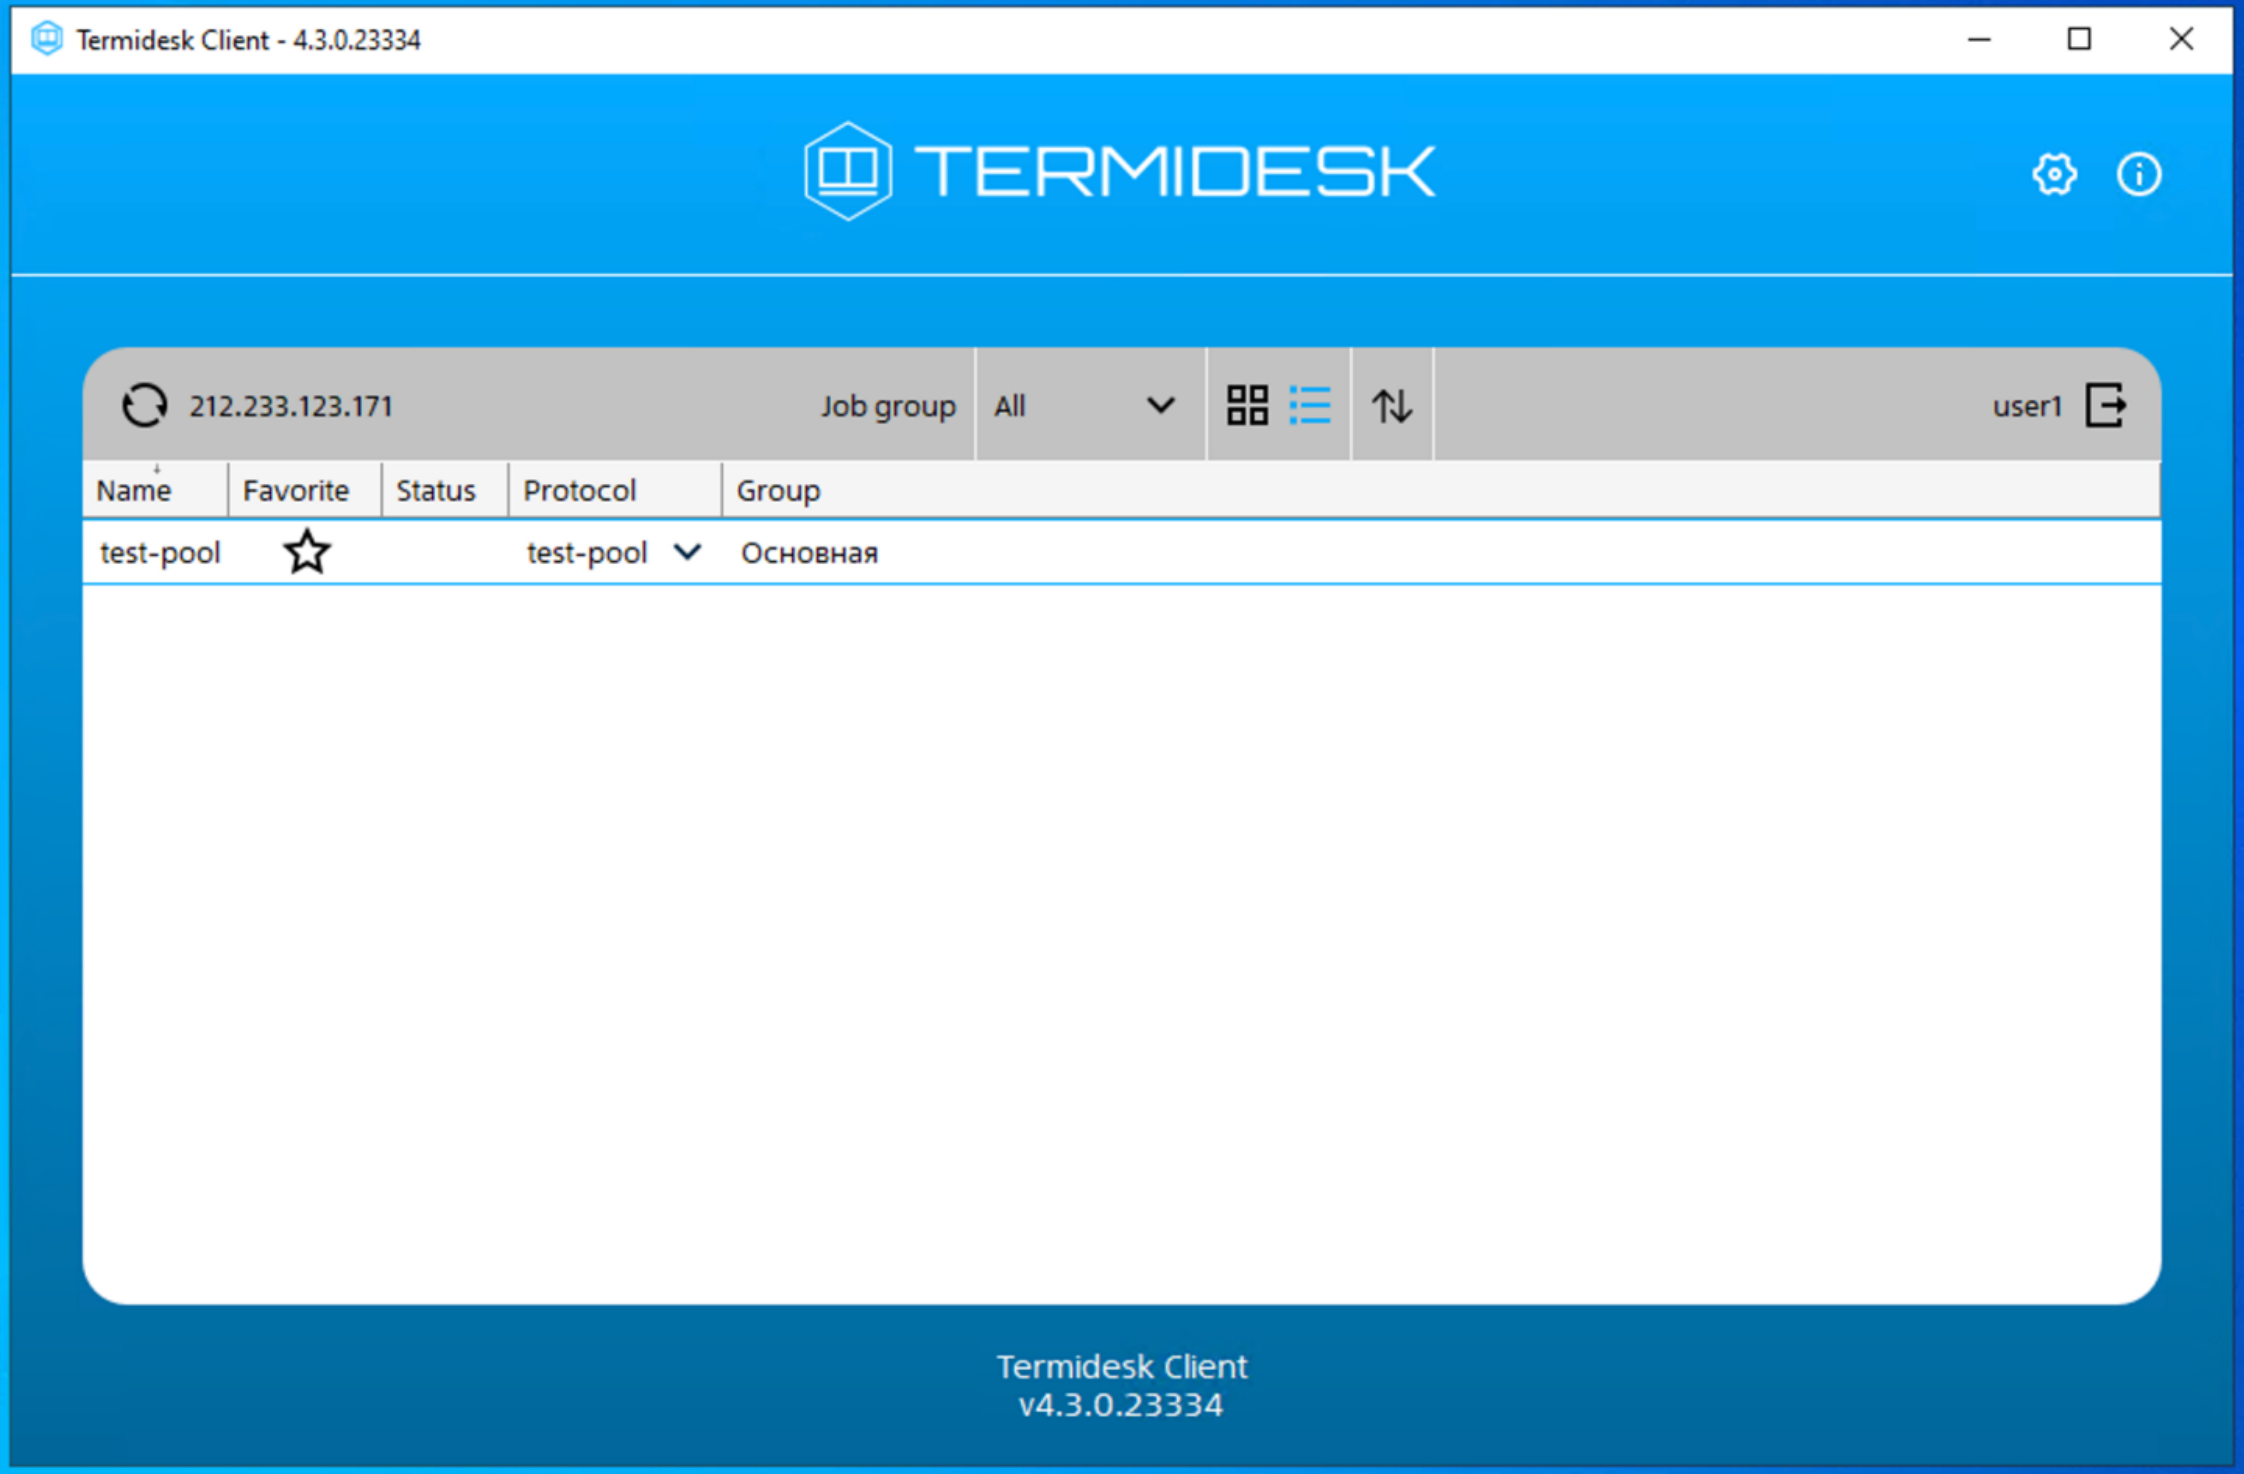 Termidesk Client - 4.3.0.23334
TERMIDESK
212.233.123.171 Job group All user1
Name Favorite Status Protocol Group
test-pool test-pool Основная
Termidesk Client
v4.3.0.23334